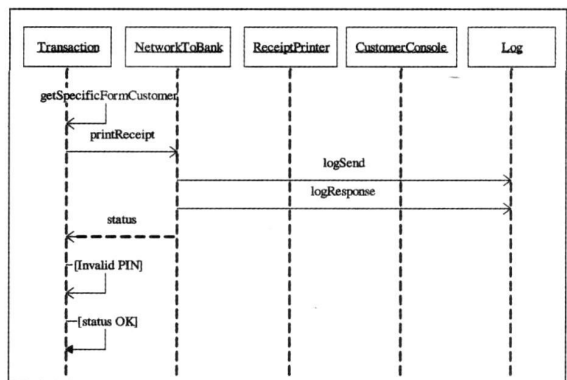 Transaction
NetworkToBank
ReceiptPrinter
CustomerConsole
Log
getSpecificFormCustomer
printReceipt
logSend
logResponse
status
[Invalid PIN]
[status OK]